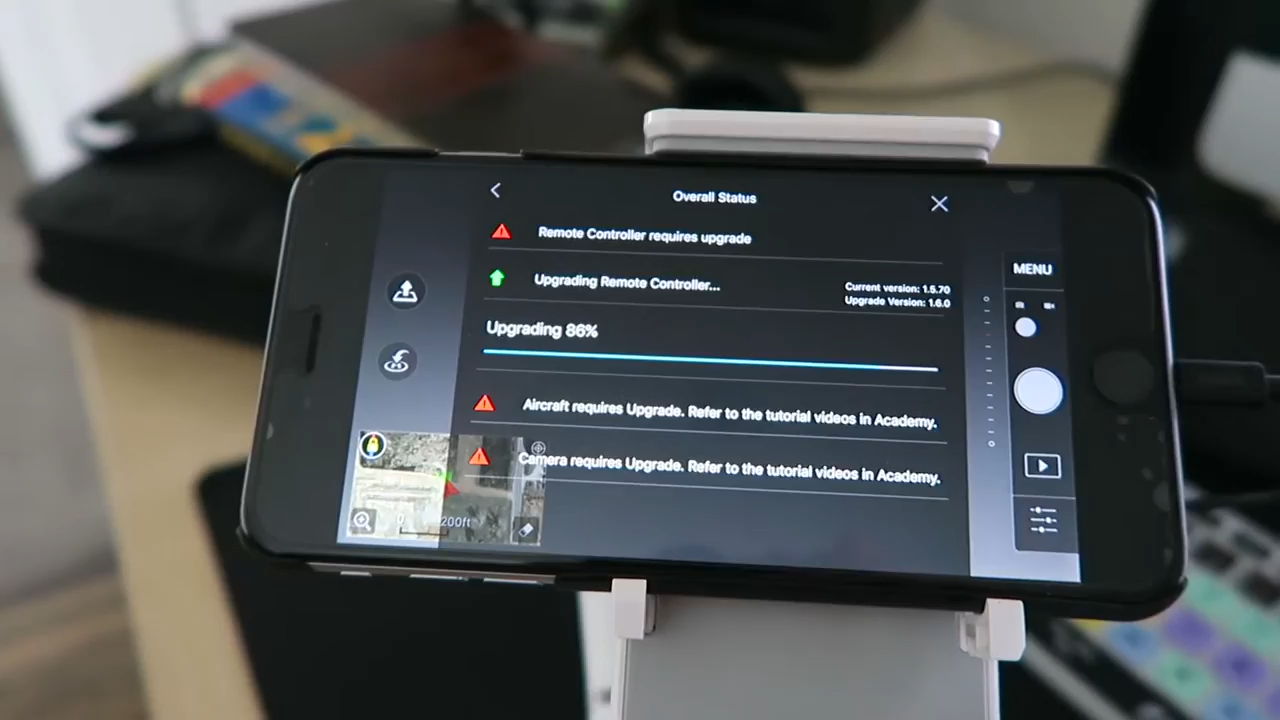 Overall Status
Remote Controller requires upgrade
MENU
Upgrading Remote Controller...
Current version: 1.5.70
Upgrade Version: 1.6.0
Upgrading 86%
Aircraft requires Upgrade. Refer to the tutorial videos in Academy.
Camera requires Upgrade. Refer to the tutorial videos in Academy.
0 200ft